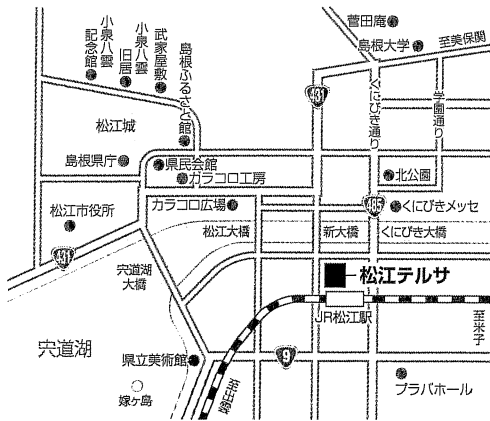 菅田庵
島根大学
至美保関
小泉八雲
記念館
小泉八雲
旧居
武家屋敷
島根ふるさと館
431
くにびき通り
学園通り
松江城
島根県庁
県民会館
カラコロ工房
北公園
松江市役所
カラコロ広場
485
くにびきメッセ
松江大橋
新大橋
くにびき大橋
431
宍道湖
大橋
松江テルサ
JR松江駅
至米子
宍道湖
県立美術館
9
嫁ヶ島
至出雲
プラバホール